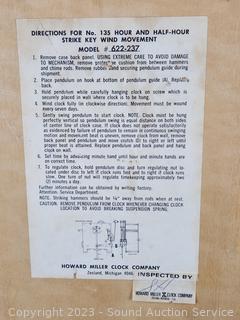 DIRECTIONS FOR No. 135 HOUR AND HALF-HOUR
STRIKE KEY WIND MOVEMENT
MODEL # 622-237
1. Remove case back panel. USING EXTREME CARE TO AVOID DAMAGE
TO MECHANISM, remove protective cushion from between hammers
and chime rods. Remove rubber band securing pendulum guide during
shipment.
2. Place pendulum on hook at bottom of pendulum guide (A), Replace
back.
3. Hold pendulum while carefully hanging clock on screw which is
securely placed in wall where clock is to be hung.
4. Wind clock fully in clockwise direction. Movement must be wound
every seven days.
5. Gently swing pendulum to start clock. Clock must be hung
perfectly vertical so pendulum swing is equal distance on both sides
of center line of clock case. If clock does not operate satisfactorily
as evidenced by failure of pendulum to remain in continuous swinging
motion and movement beat is uneven, remove clock from wall, remove
back panel and pendulum and move crutch (D) to right or left until
proper beat is attained. Replace pendulum and back panel and hang
clock on wall.
6. Set time by advancing minute hand until hour and minute hands are
on correct time.
7. To regulate clock, hold pendulum disc and turn regulating nut located
under disc to left if clock runs fast and to right if clock runs
slow. One turn of nut will regulate timekeeping approximately two
(2) minutes a day.
Further information can be obtained by writing factory.
Attention: Service Department.
NOTE: Striking hammers should be ⅛" away from rods when at rest.
CAUTION: REMOVE PENDULUM FROM CLOCK WHENEVER CHANGING CLOCK
LOCATION TO AVOID BREAKING SUSPENSION SPRING.
HOWARD MILLER CLOCK COMPANY
Zeeland, Michigan
INSPECTED BY
HOWARD MILLER CLOCK COMPANY
Copyright 2023 - Sound Auction Service